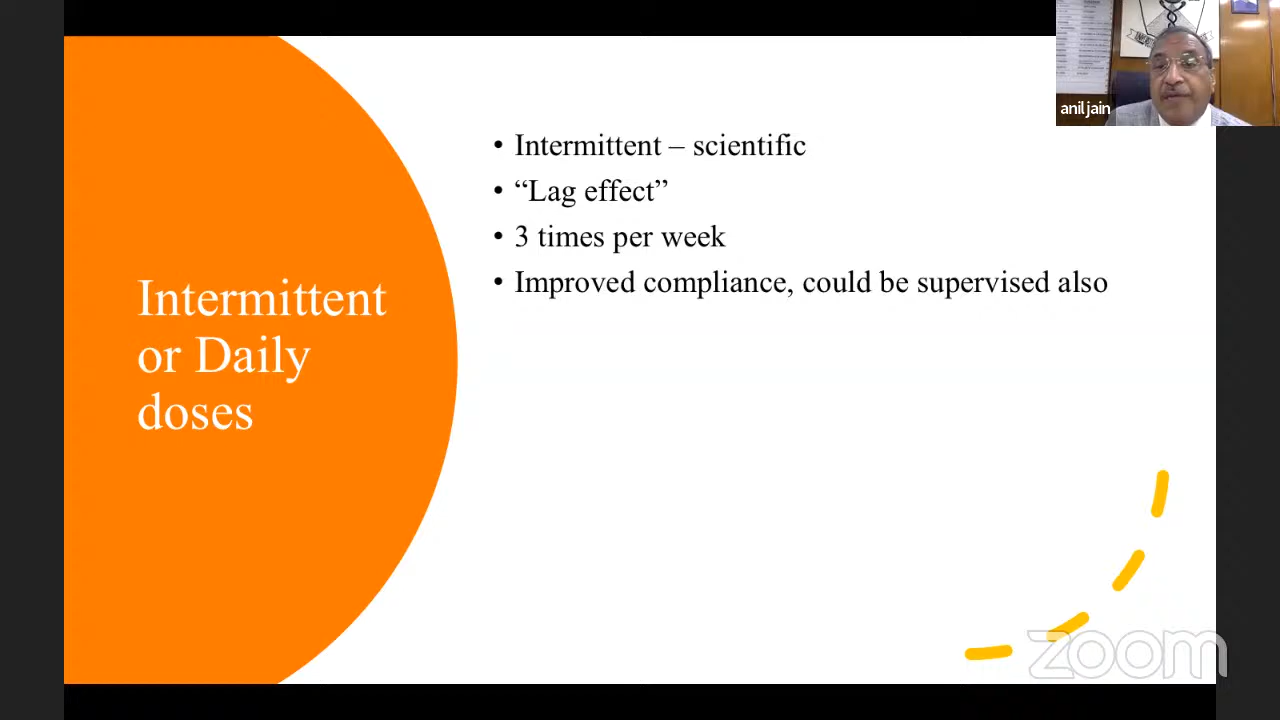 anil jain
• Intermittent – scientific
• “Lag effect”
• 3 times per week
• Improved compliance, could be supervised also
Intermittent
or Daily
doses
zoom